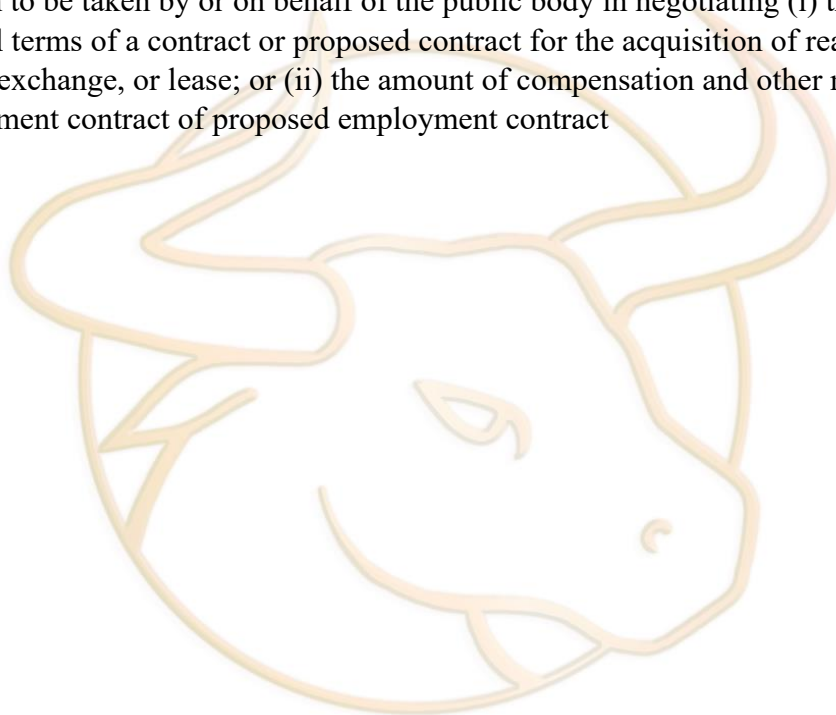 to be taken by or on behalf of the public body in negotiating (i)
terms of a contract or proposed contract for the acquisition of
exchange, or lease; or (ii) the amount of compensation and other
ment contract of proposed employment contract